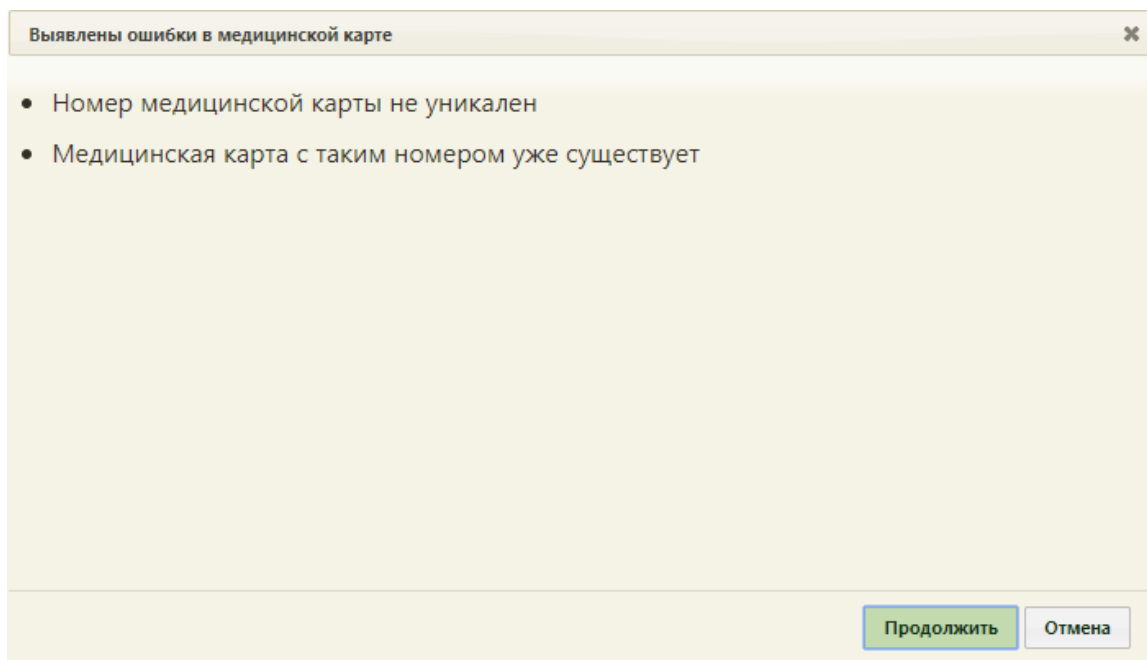 Выявлены ошибки в медицинской карте
Номер медицинской карты не уникален
Медицинская карта с таким номером уже существует
Продолжить
Отмена